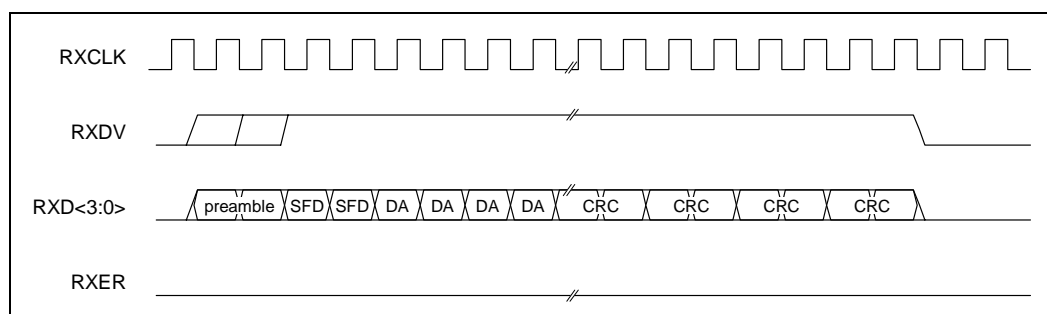 RXCLK
RXDV
RXD<3:0> preamble SFD SFD DA DA DA DA CRC CRC CRC CRC
RXER